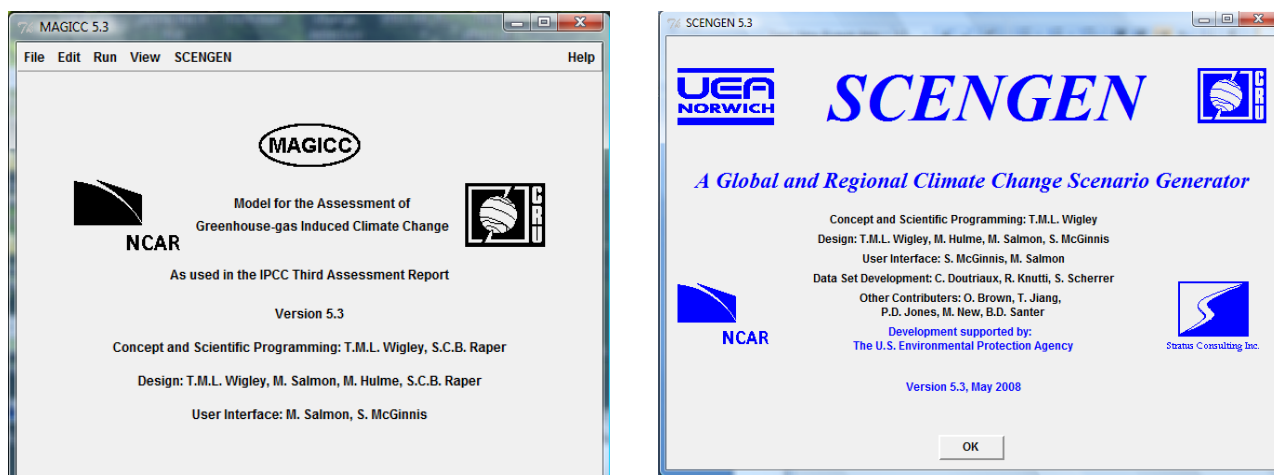 MAGICC 5.3
File Edit Run View SCENGEN Help
MAGICC
NCAR
CRU
Model for the Assessment of
Greenhouse-gas Induced Climate Change
As used in the IPCC Third Assessment Report
Version 5.3
Concept and Scientific Programming: T.M.L. Wigley, S.C.B. Raper
Design: T.M.L. Wigley, M. Salmon, M. Hulme, S.C.B. Raper
User Interface: M. Salmon, S. McGinnis
SCENGEN 5.3
UEA
NORWICH
SCENGEN
CRU
A Global and Regional Climate Change Scenario Generator
Concept and Scientific Programming: T.M.L. Wigley
Design: T.M.L. Wigley, M. Hulme, M. Salmon, S. McGinnis
User Interface: S. McGinnis, M. Salmon
Data Set Development: C. Doutriaux, R. Knutti, S. Scherrer
Other Contributers: O. Brown, T. Jiang,
P.D. Jones, M. New, B.D. Santer
Development supported by:
The U.S. Environmental Protection Agency
NCAR
Stratus Consulting Inc.
Version 5.3, May 2008
OK